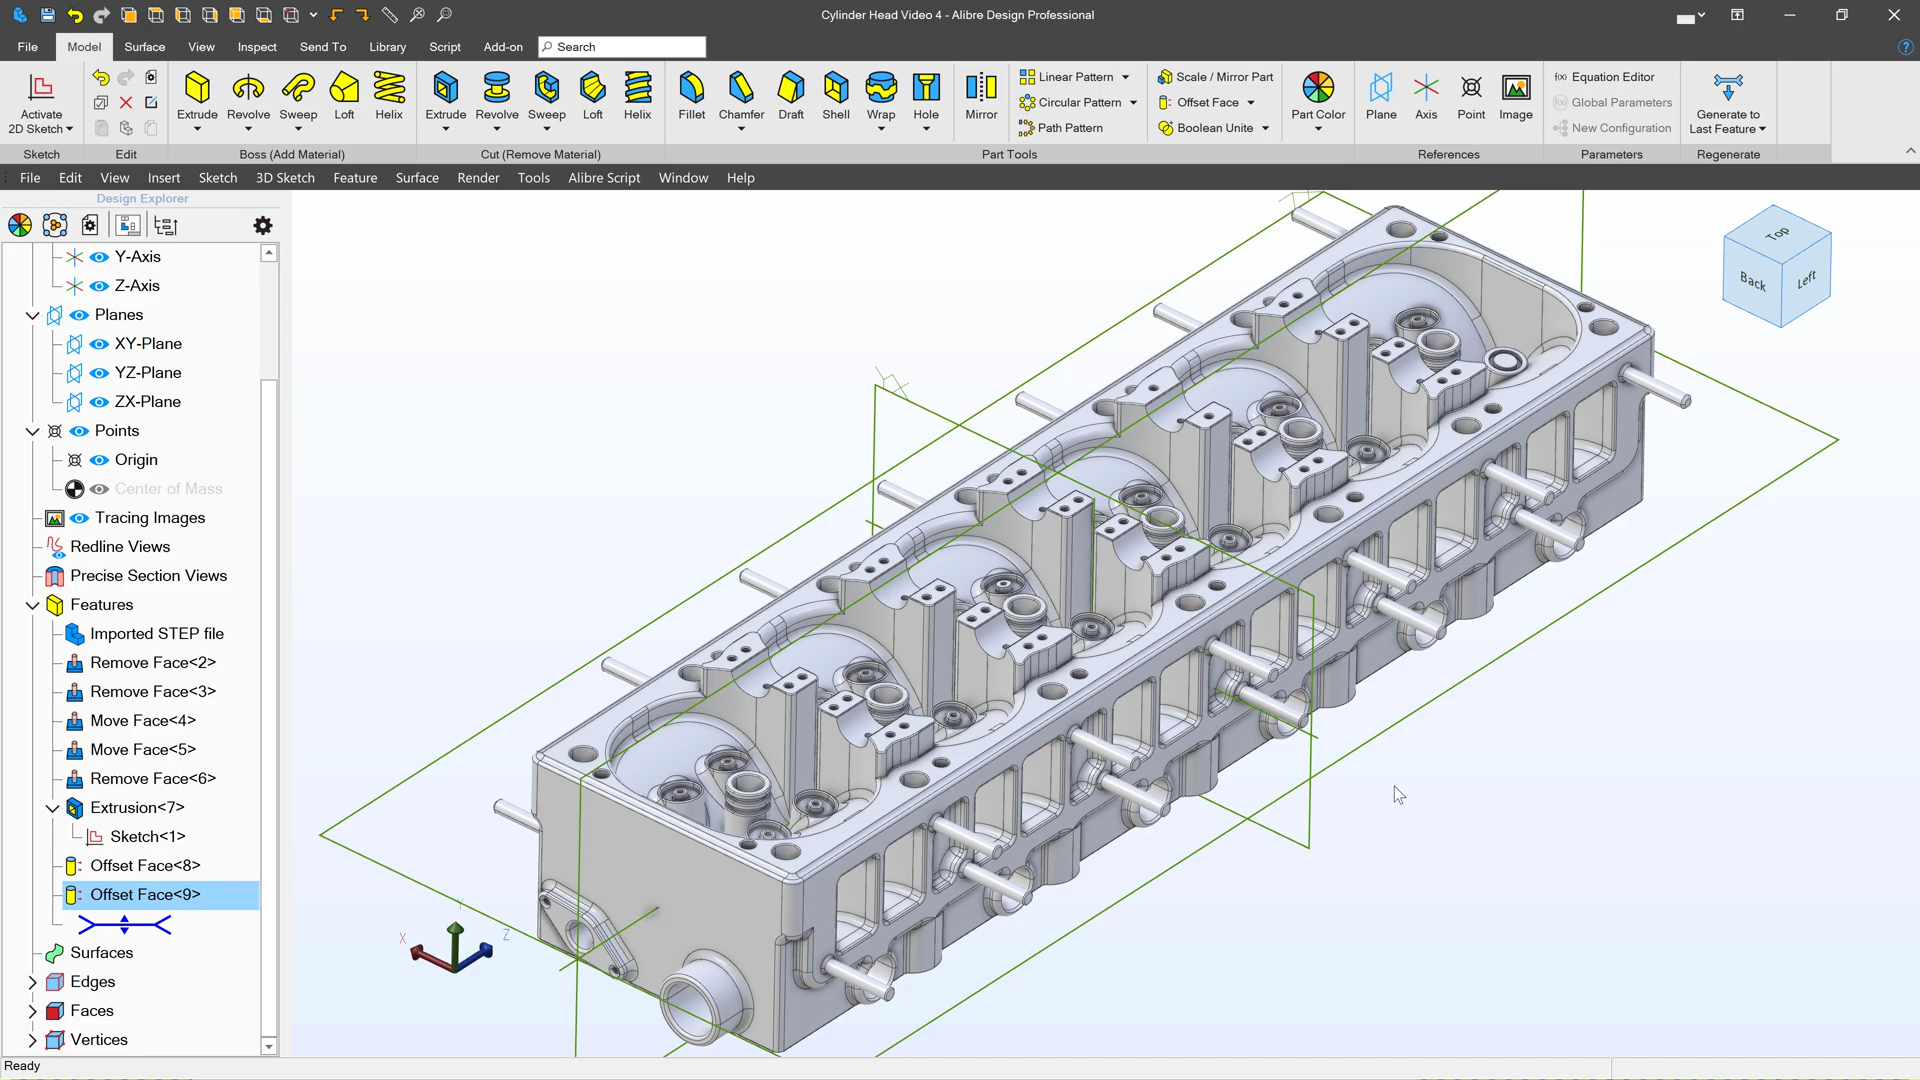 Cylinder Head Video 4 - Alibre Design Professional
File Model Surface View Inspect Send To Library Script Add-on Search
Activate
2D Sketch
Extrude Revolve Sweep Loft Helix
Extrude Revolve Sweep Loft Helix
Fillet Chamfer Draft Shell Wrap Hole
Mirror
Linear Pattern
Circular Pattern
Path Pattern
Scale / Mirror Part
Offset Face
Boolean Unite
Part Color
Plane Axis Point Image
f(x) Equation Editor
(x) Global Parameters
New Configuration
Generate to
Last Feature
Sketch Edit Boss (Add Material) Cut (Remove Material) Part Tools References Parameters Regenerate
File Edit View Insert Sketch 3D Sketch Feature Surface Render Tools Alibre Script Window Help
Design Explorer
Y-Axis
Z-Axis
Planes
XY-Plane
YZ-Plane
ZX-Plane
Points
Origin
Center of Mass
Tracing Images
Redline Views
Precise Section Views
Features
Imported STEP file
Remove Face<2>
Remove Face<3>
Move Face<4>
Move Face<5>
Remove Face<6>
Extrusion<7>
Sketch<1>
Offset Face<8>
Offset Face<9>
Surfaces
Edges
Faces
Vertices
Top
Back
Left
X
Y
Z
Ready